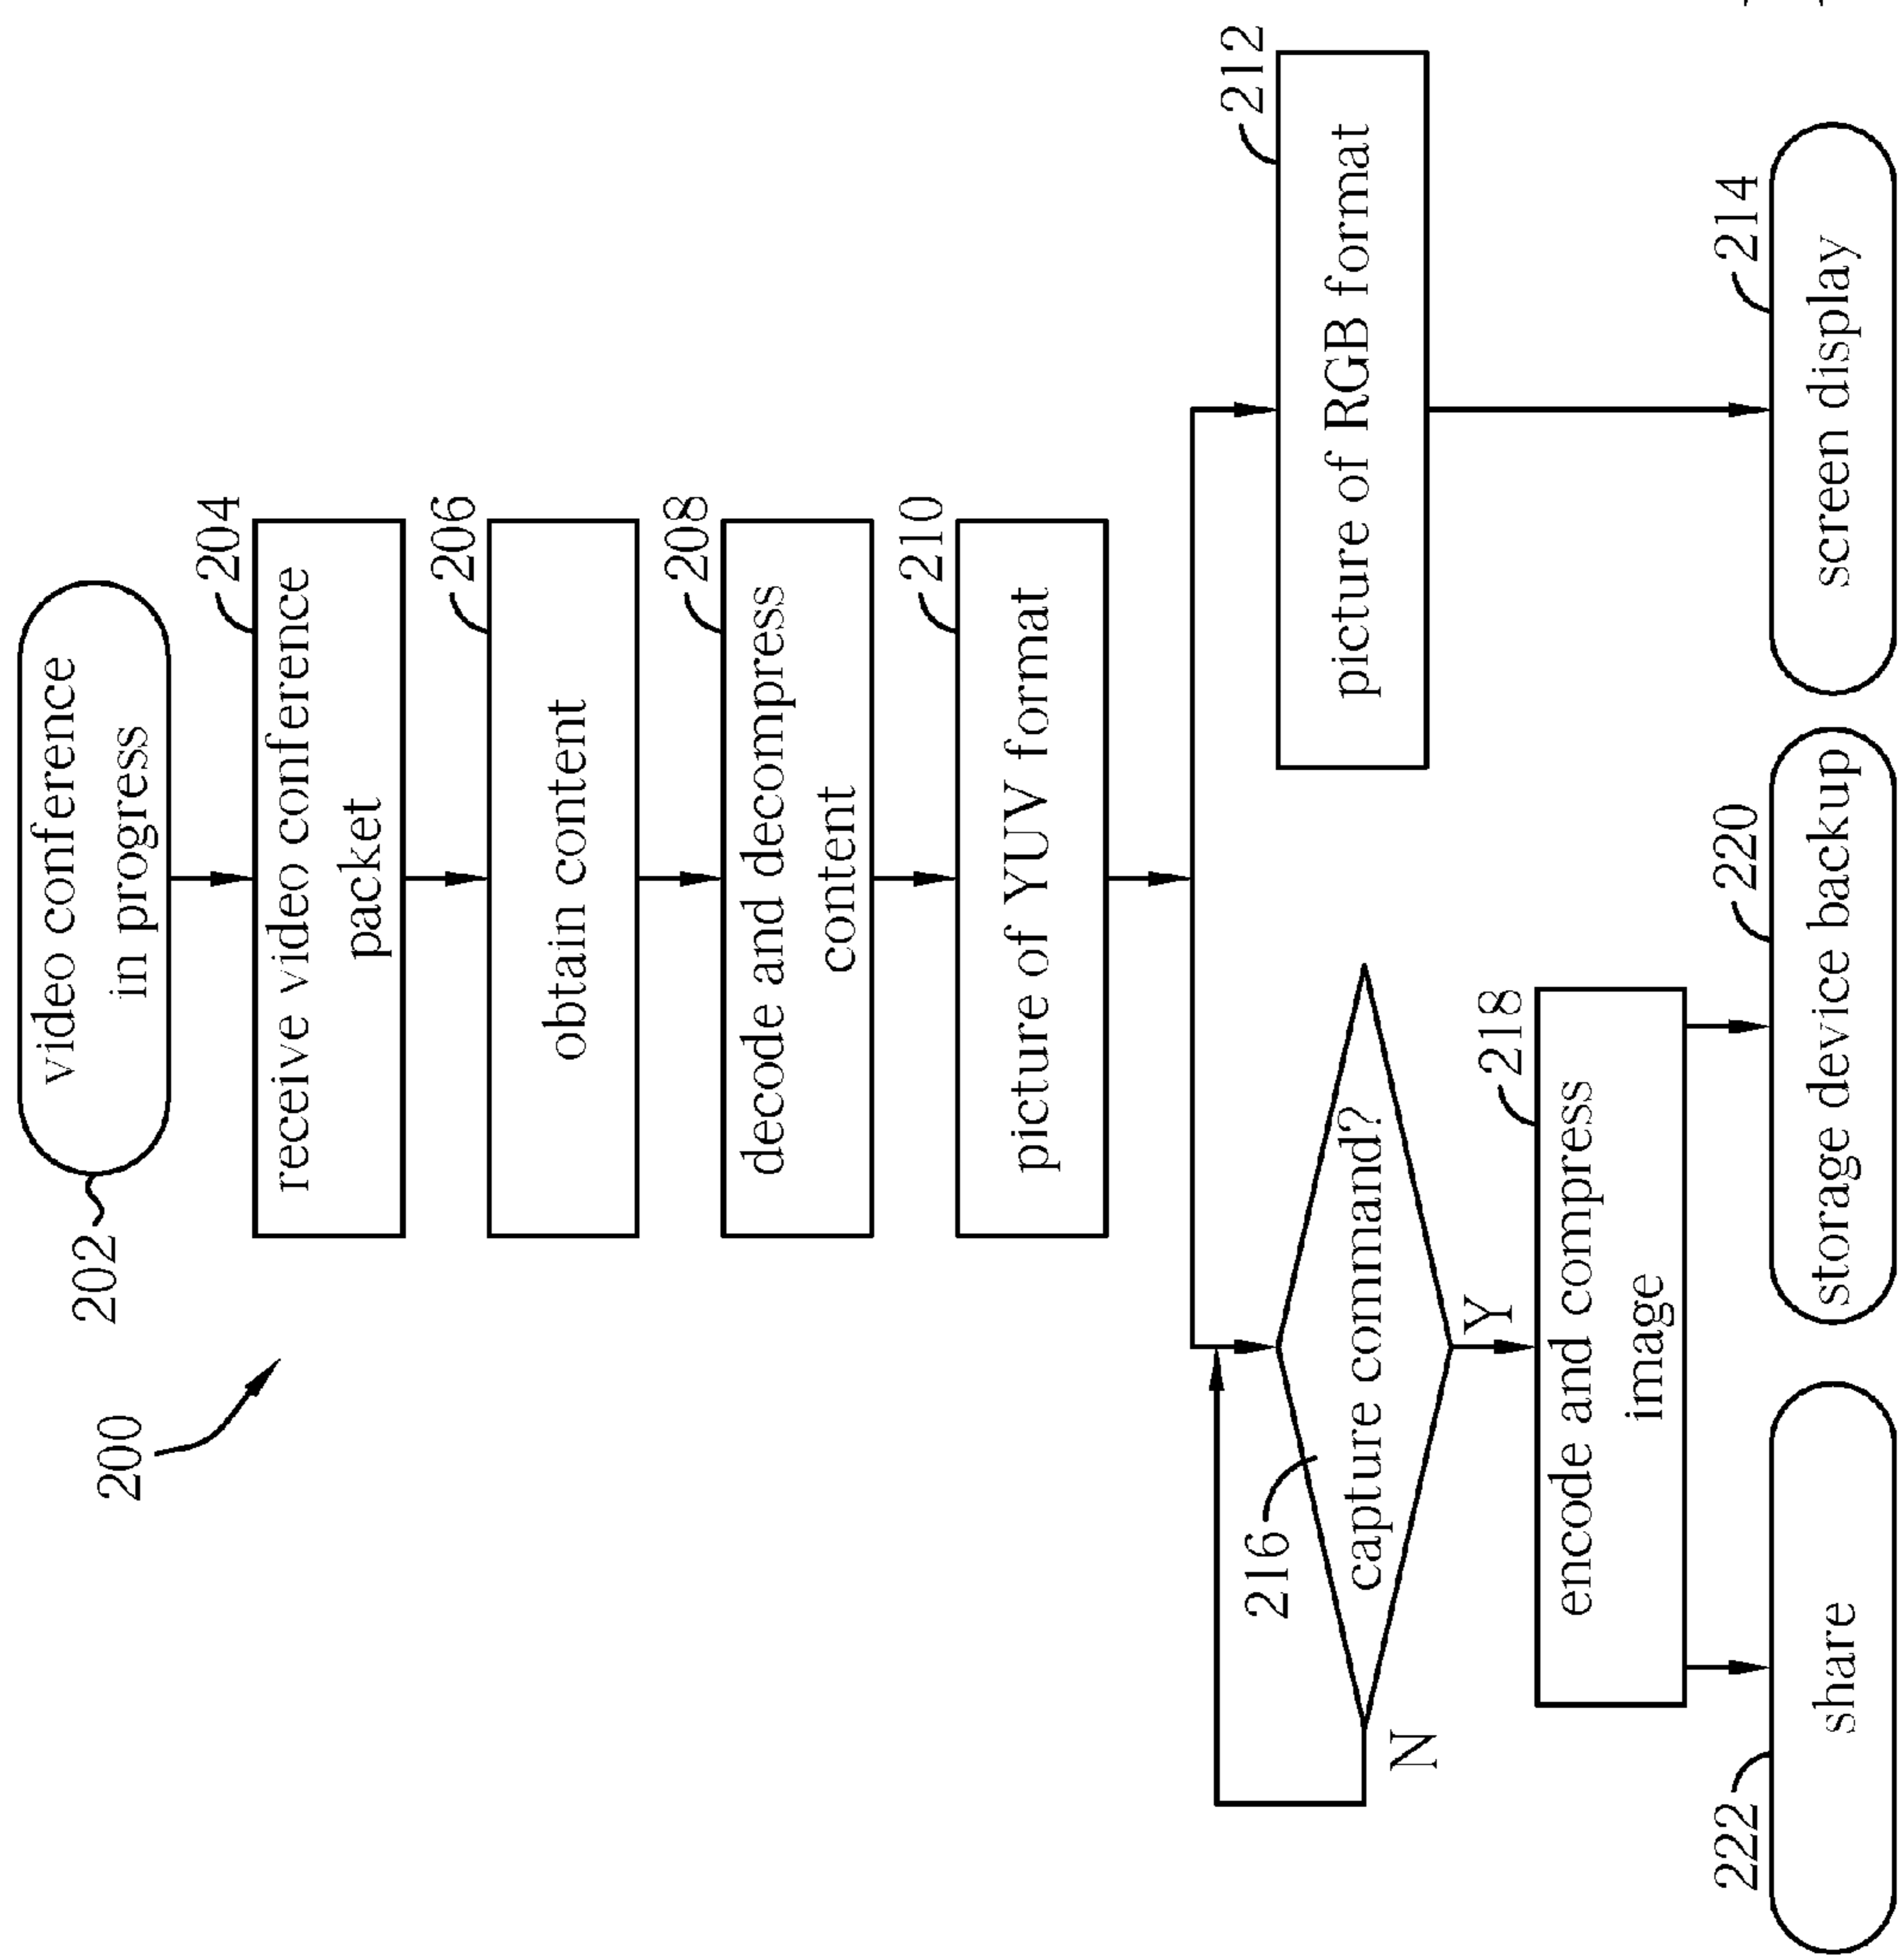 200
202
video conference
in progress
204
receive video conference
packet
206
obtain content
208
decode and decompress
content
210
picture of YUV format
216
capture command?
N
Y
212
picture of RGB format
218
encode and compress
image
222
share
220
storage device backup
214
screen display